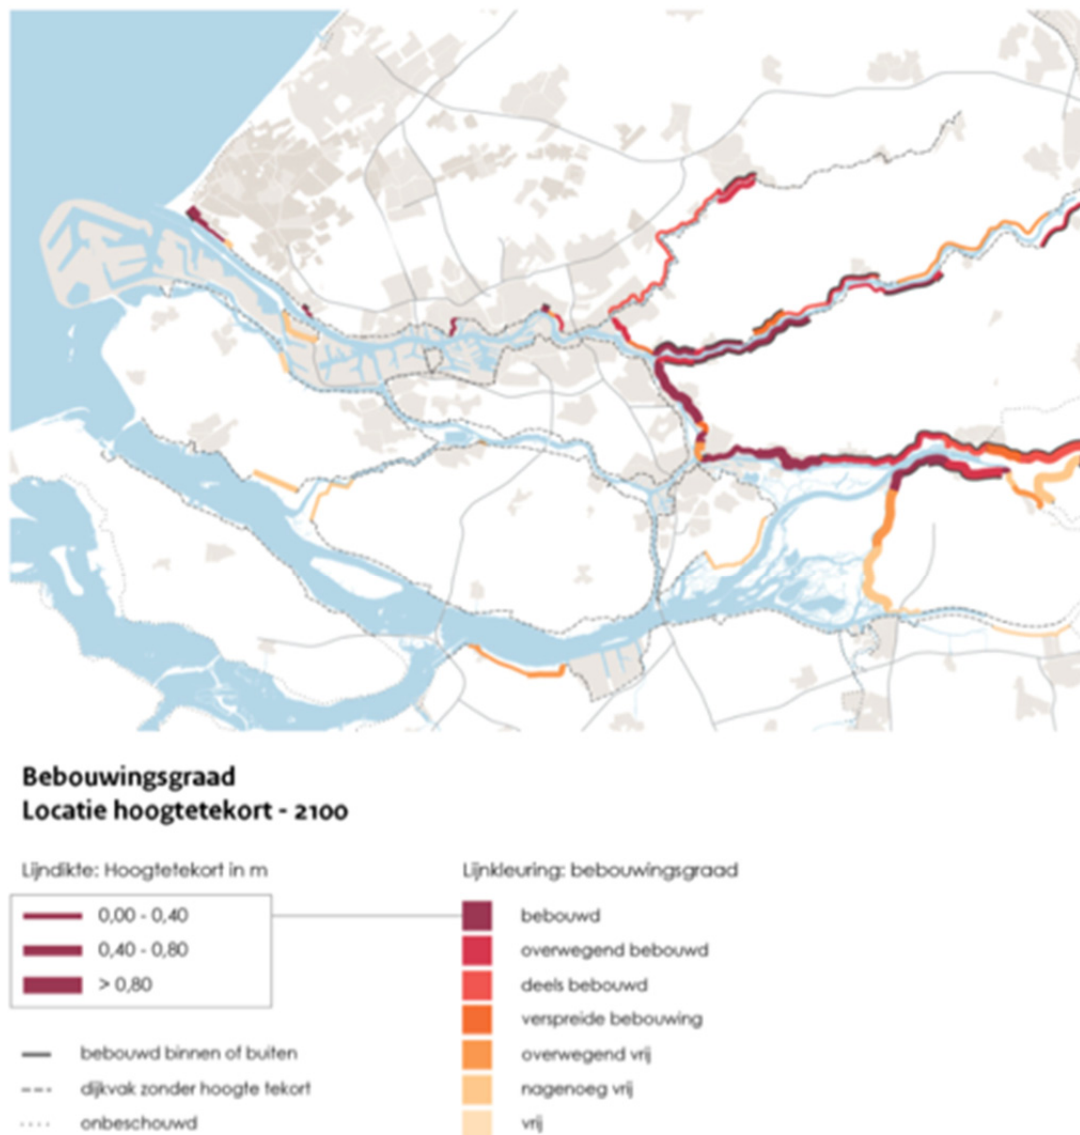 Bebouwingsgraad
Locatie hoogtetekort - 2100
Lijndikte: Hoogtetekort in m
0,00 - 0,40
0,40 - 0,80
> 0,80
bebouwd binnen of buiten
dijkvak zonder hoogte tekort
onbeschouwd
Lijnkleuring: bebouwingsgraad
bebouwd
overwegend bebouwd
deels bebouwd
verspreide bebouwing
overwegend vrij
nagenoeg vrij
vrij